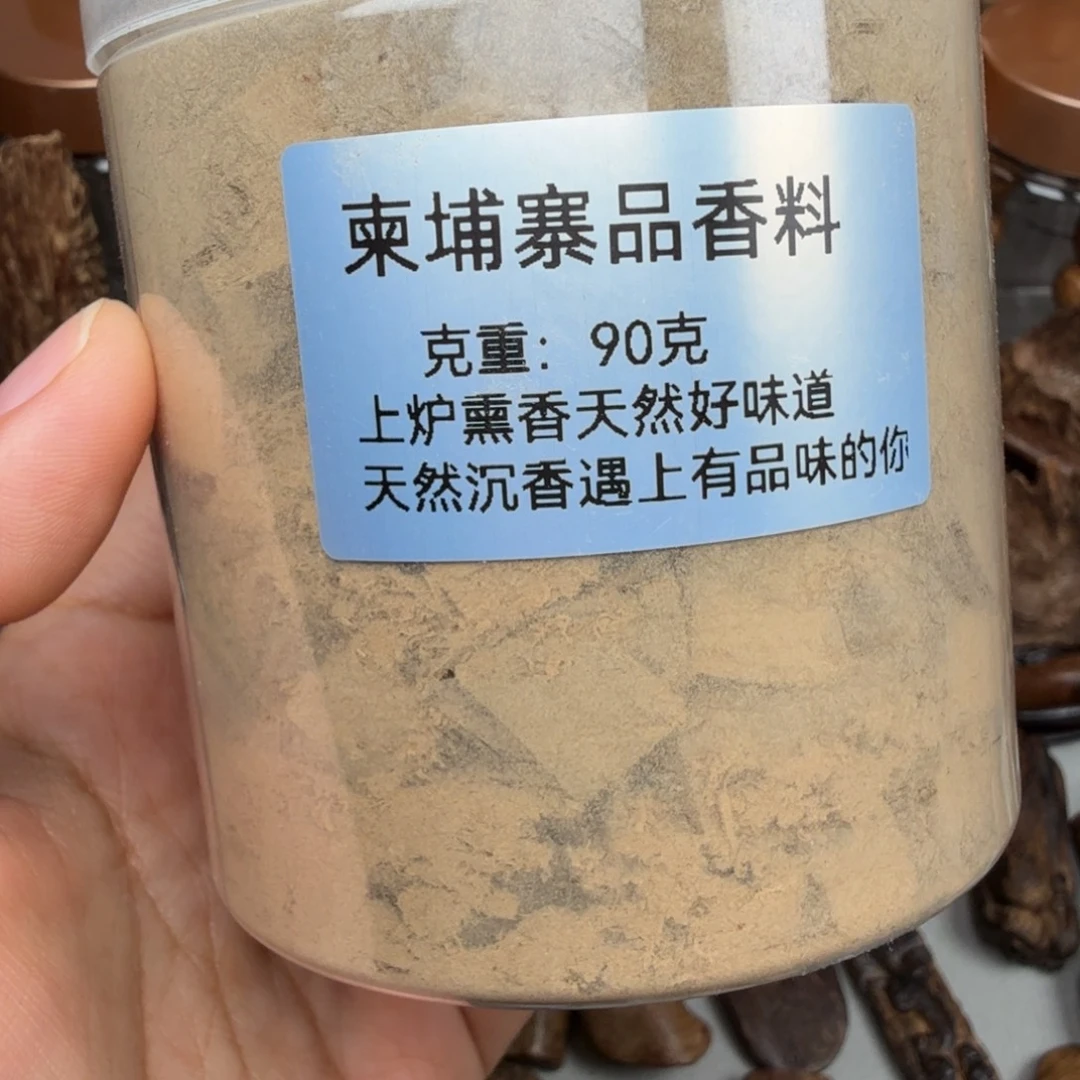 柬埔寨品香料
克重：90克
上炉熏香天然好味道
天然沉香遇上有品味的你